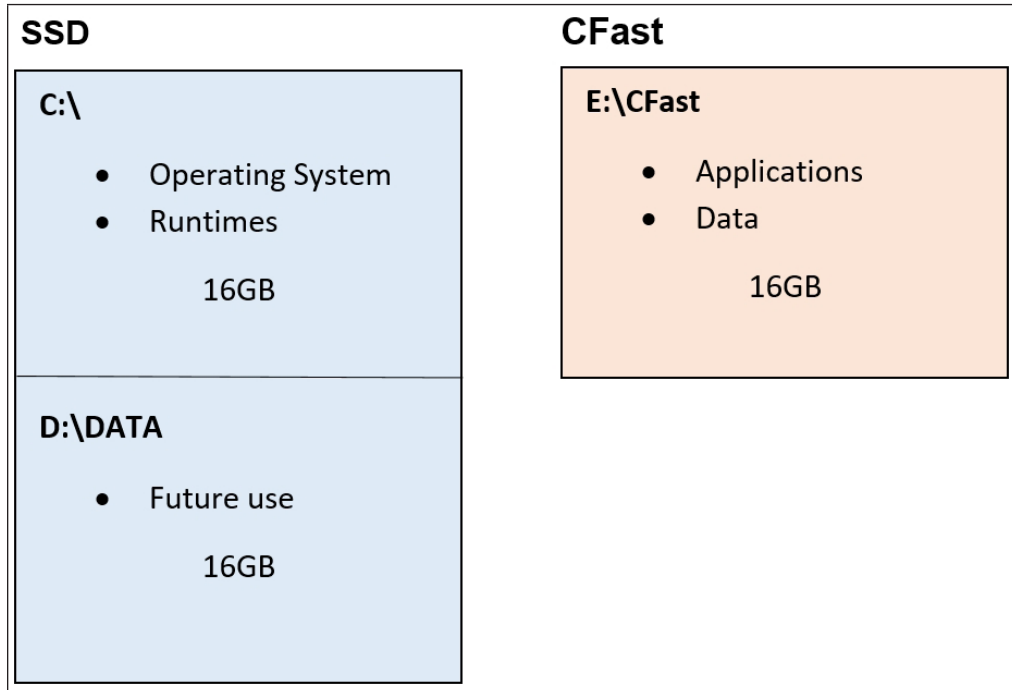 SSD
C:\
• Operating System
• Runtimes
16GB
D:\DATA
• Future use
16GB
CFast
E:\CFast
• Applications
• Data
16GB